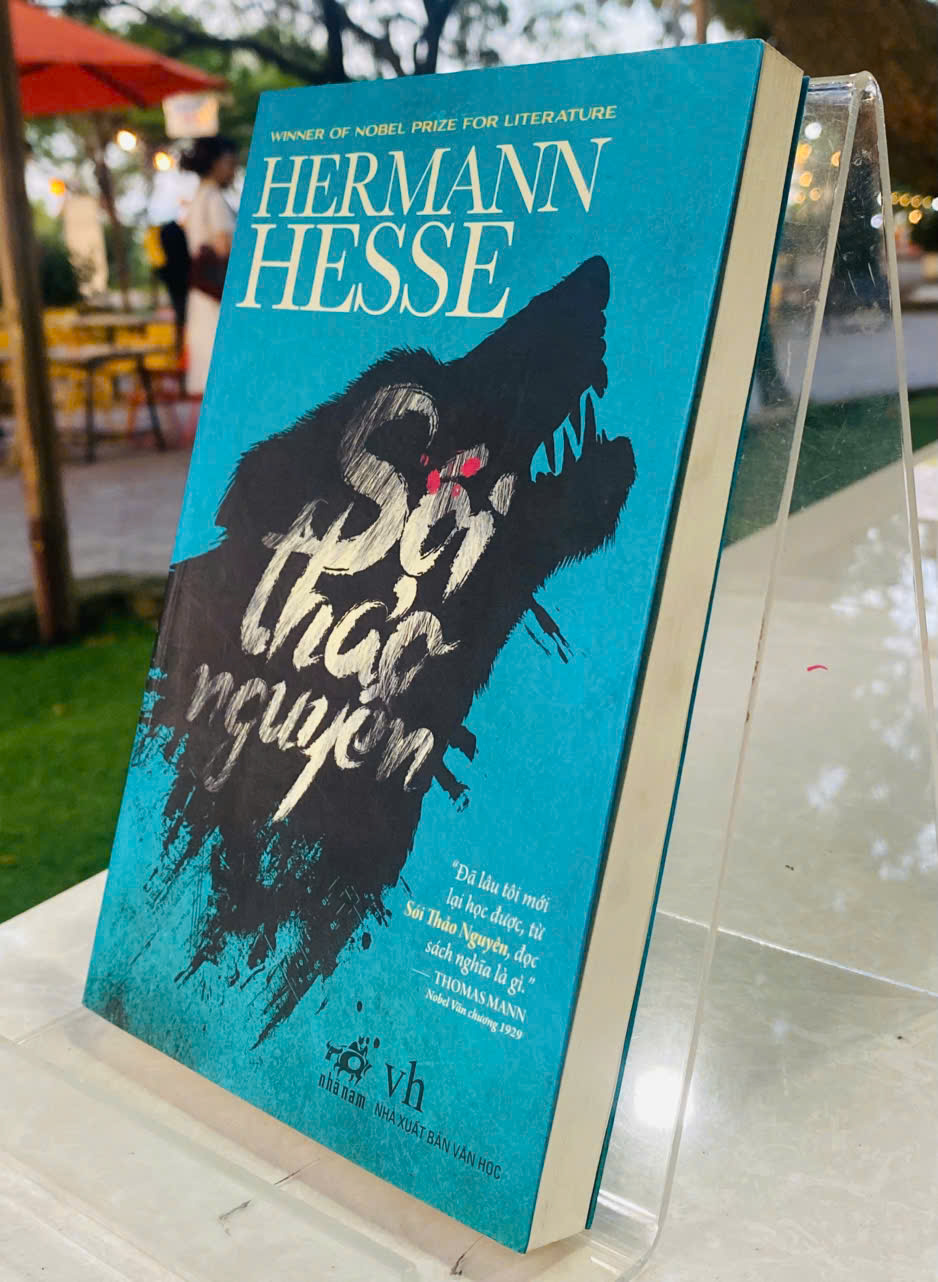 WINNER OF NOBEL PRIZE FOR LITERATURE
HERMANN
HESSE
Sói
thảo
nguyên
“Đã lâu tôi mới
lại học được, từ
Sói Thảo Nguyên, đọc
sách nghĩa là gì.”
— THOMAS MANN
Nobel Văn chương 1929
nhã nam
vh
NHÀ XUẤT BẢN VĂN HỌC